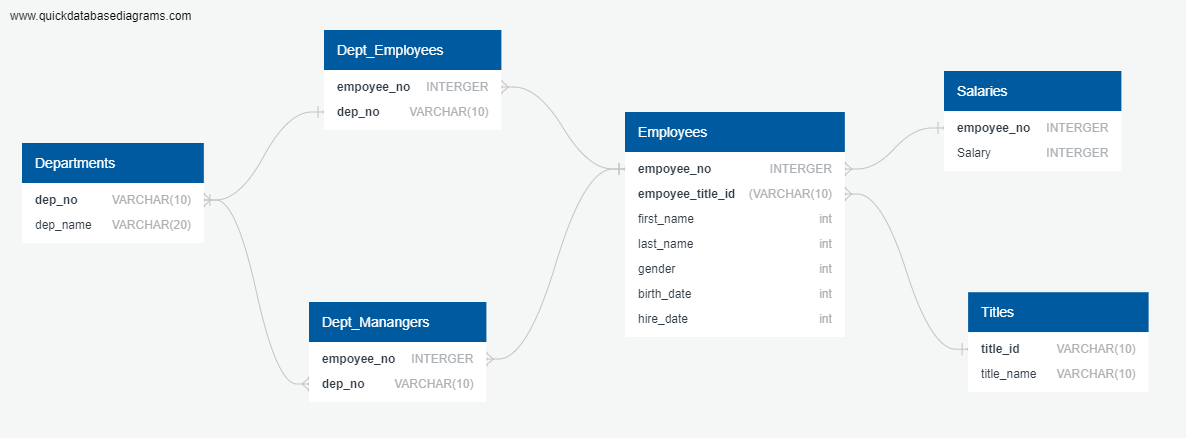 www.quickdatabasediagrams.com
Dept_Employees
empoyee_no INTERGER
dep_no VARCHAR(10)
Departments
dep_no VARCHAR(10)
dep_name VARCHAR(20)
Dept_Manangers
empoyee_no INTERGER
dep_no VARCHAR(10)
Employees
empoyee_no INTERGER
empoyee_title_id (VARCHAR(10)
first_name int
last_name int
gender int
birth_date int
hire_date int
Salaries
empoyee_no INTERGER
Salary INTERGER
Titles
title_id VARCHAR(10)
title_name VARCHAR(10)